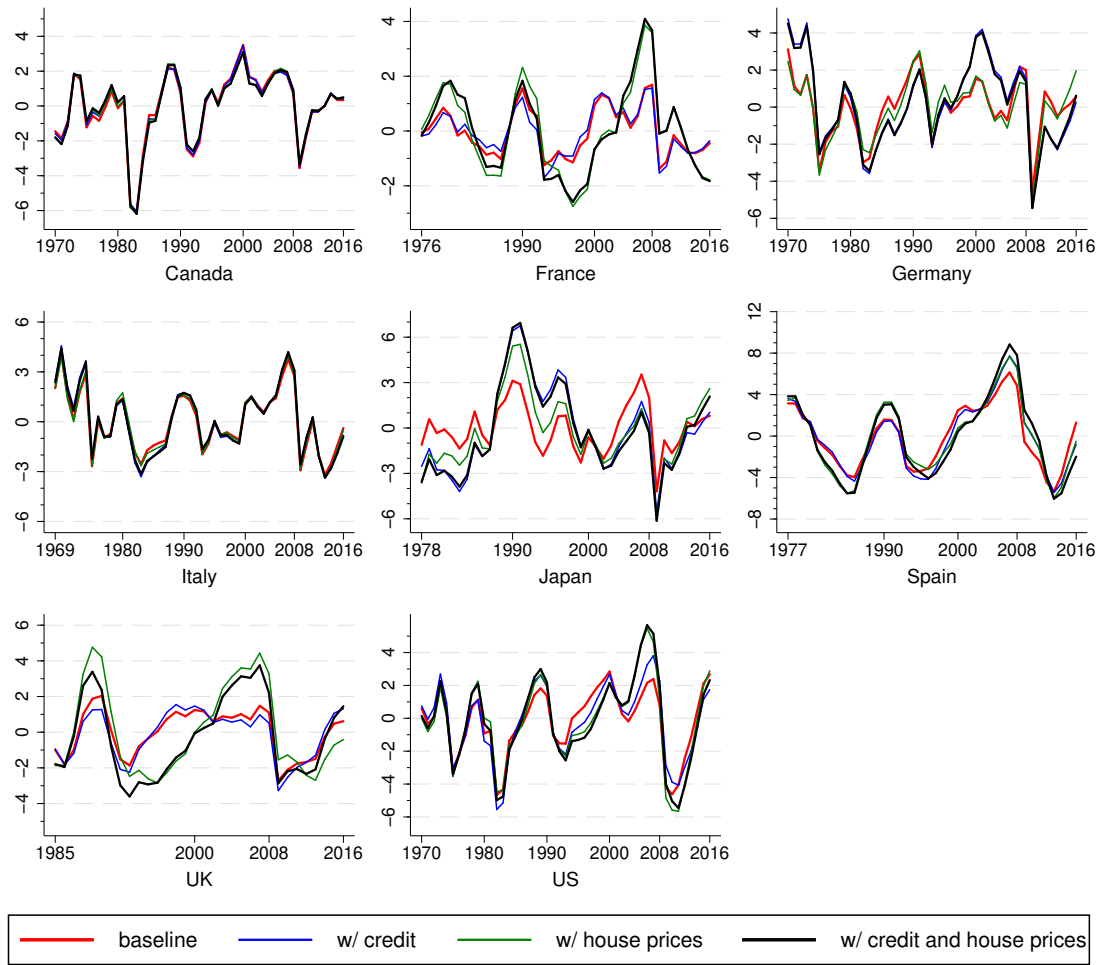 4
2
0
−2
−4
−6
1970 1980 1990 2000 2008 2016
Canada
4
2
0
−2
1976 1990 2000 2008 2016
France
4
2
0
−2
−4
−6
1970 1980 1990 2000 2008 2016
Germany
6
3
0
−3
−6
1969 1980 1990 2000 2008 2016
Italy
6
3
0
−3
−6
1978 1990 2000 2008 2016
Japan
12
8
4
0
−4
−8
1977 1990 2000 2008 2016
Spain
6
4
2
0
−2
−4
1985 2000 2008 2016
UK
4
2
0
−2
−4
−6
1970 1980 1990 2000 2008 2016
US
baseline w/ credit w/ house prices w/ credit and house prices